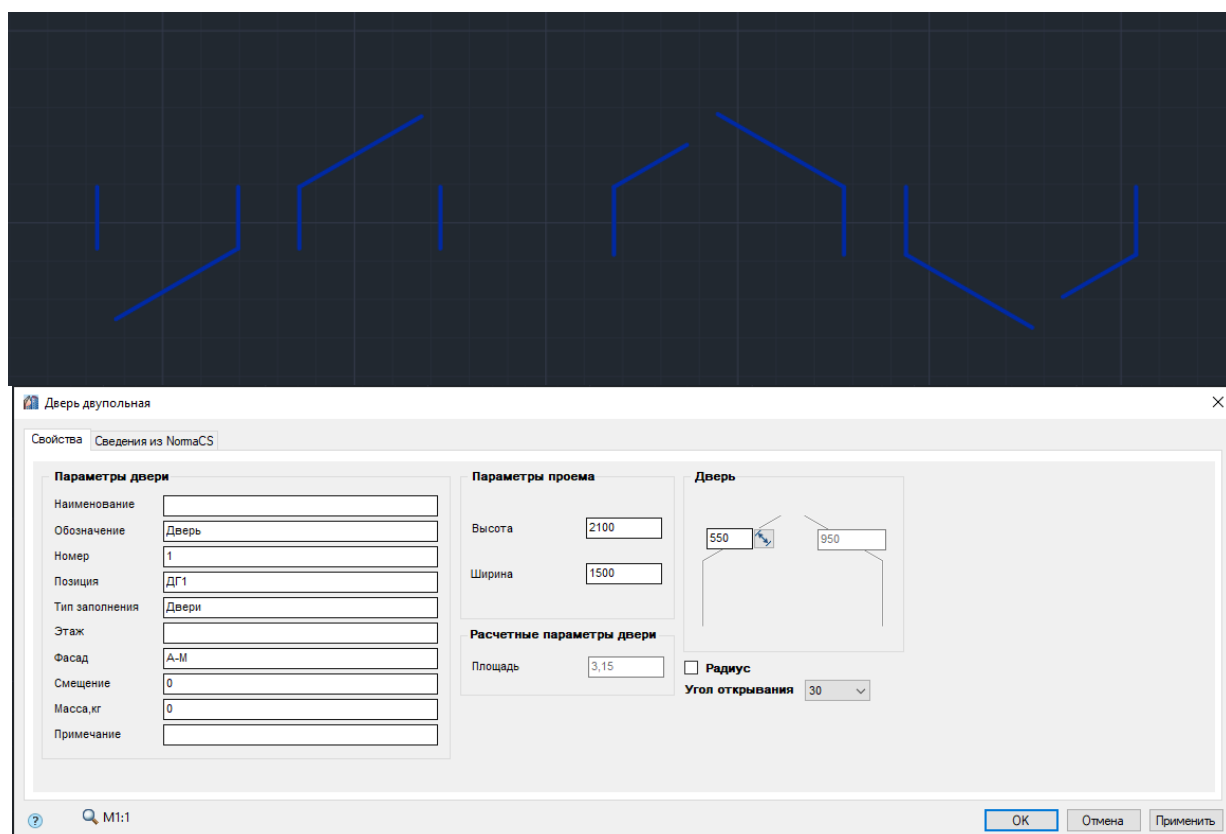 Дверь двупольная
Свойства Сведения из NormaCS
Параметры двери
Наименование
Обозначение Дверь
Номер 1
Позиция ДГ1
Тип заполнения Двери
Этаж
Фасад А-М
Смещение 0
Масса,кг 0
Примечание
Параметры проема
Высота 2100
Ширина 1500
Расчетные параметры двери
Площадь 3,15
Дверь
550 950
Радиус
Угол открывания 30
? М1:1
ОК Отмена Применить